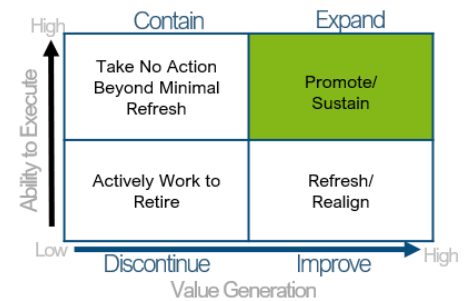 Contain
Expand
High
Take No Action
Beyond Minimal
Refresh
Promote/
Sustain
Ability to Execute
Actively Work to
Retire
Refresh/
Realign
Low
High
Discontinue
Improve
Value Generation